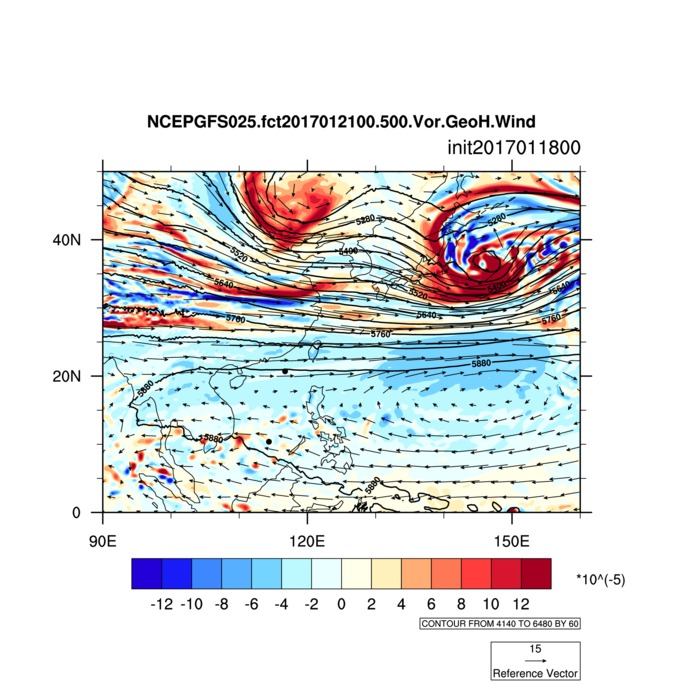 NCEPGFS025.fct2017012100.500.Vor.GeoH.Wind
init2017011800
5280
5280
40N
5400
5520
5400
5640
5520
5640
5640
5760
5760
5760
5880
20N
5880
5880
5880
0
90E 120E 150E
*10^(-5)
-12 -10 -8 -6 -4 -2 0 2 4 6 8 10 12
CONTOUR FROM 4140 TO 6480 BY 60
15
Reference Vector